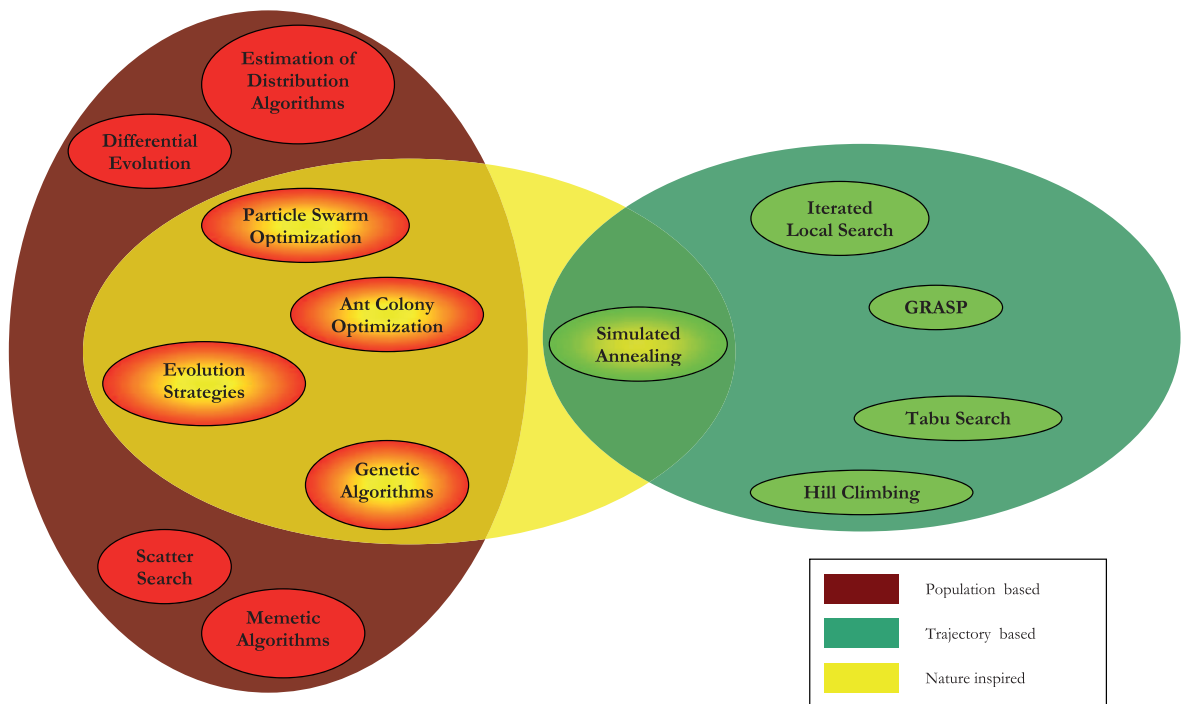 Estimation of
Distribution
Algorithms
Differential
Evolution
Particle Swarm
Optimization
Ant Colony
Optimization
Evolution
Strategies
Genetic
Algorithms
Scatter
Search
Memetic
Algorithms
Simulated
Annealing
Iterated
Local Search
GRASP
Tabu Search
Hill Climbing
Population based
Trajectory based
Nature inspired